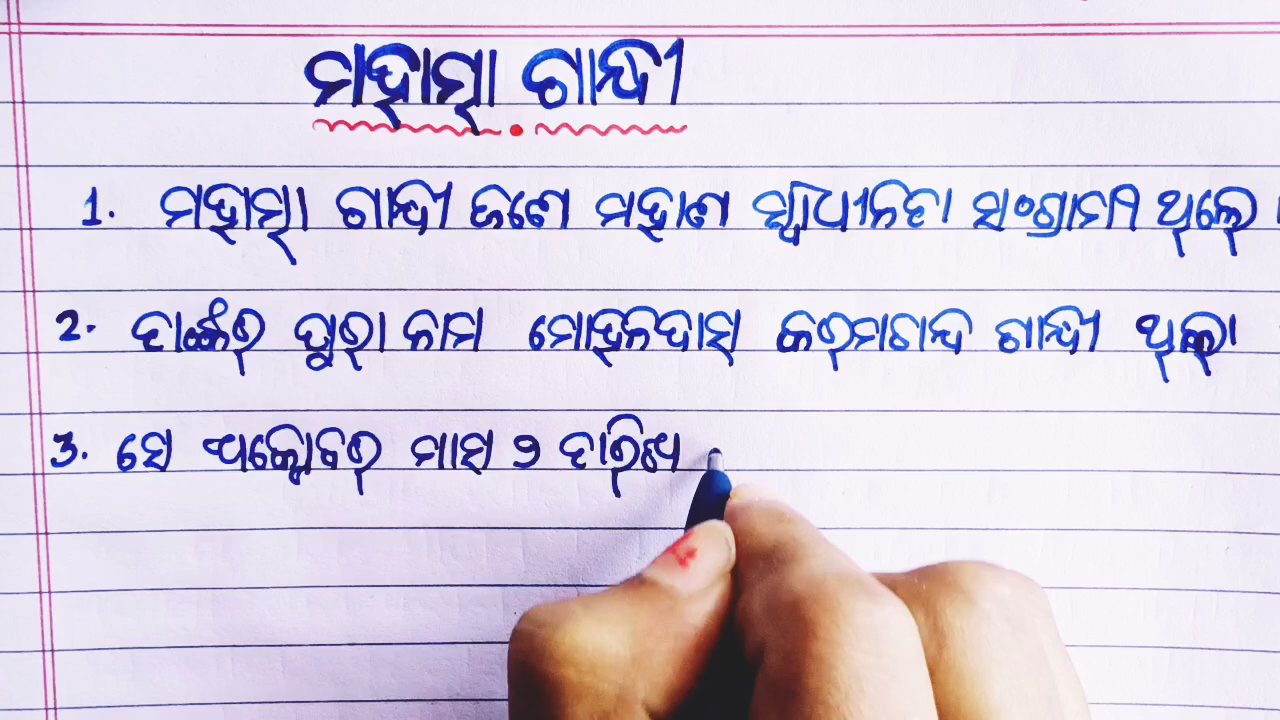 ମହାତ୍ମା ଗାନ୍ଧୀ
1. ମହାତ୍ମା ଗାନ୍ଧୀ ଜଣେ ମହାଣ ସ୍ୱାଧୀନତା ସଂଗ୍ରାମୀ ଥିଲେ ।
2. ତାଙ୍କର ପୁରା ନାମ ମୋହନଦାସ କରମଚାନ୍ଦ ଗାନ୍ଧୀ ଥିଲା
3. ସେ ଅକ୍ଟୋବର ମାସ ୨ ତାରିଖ